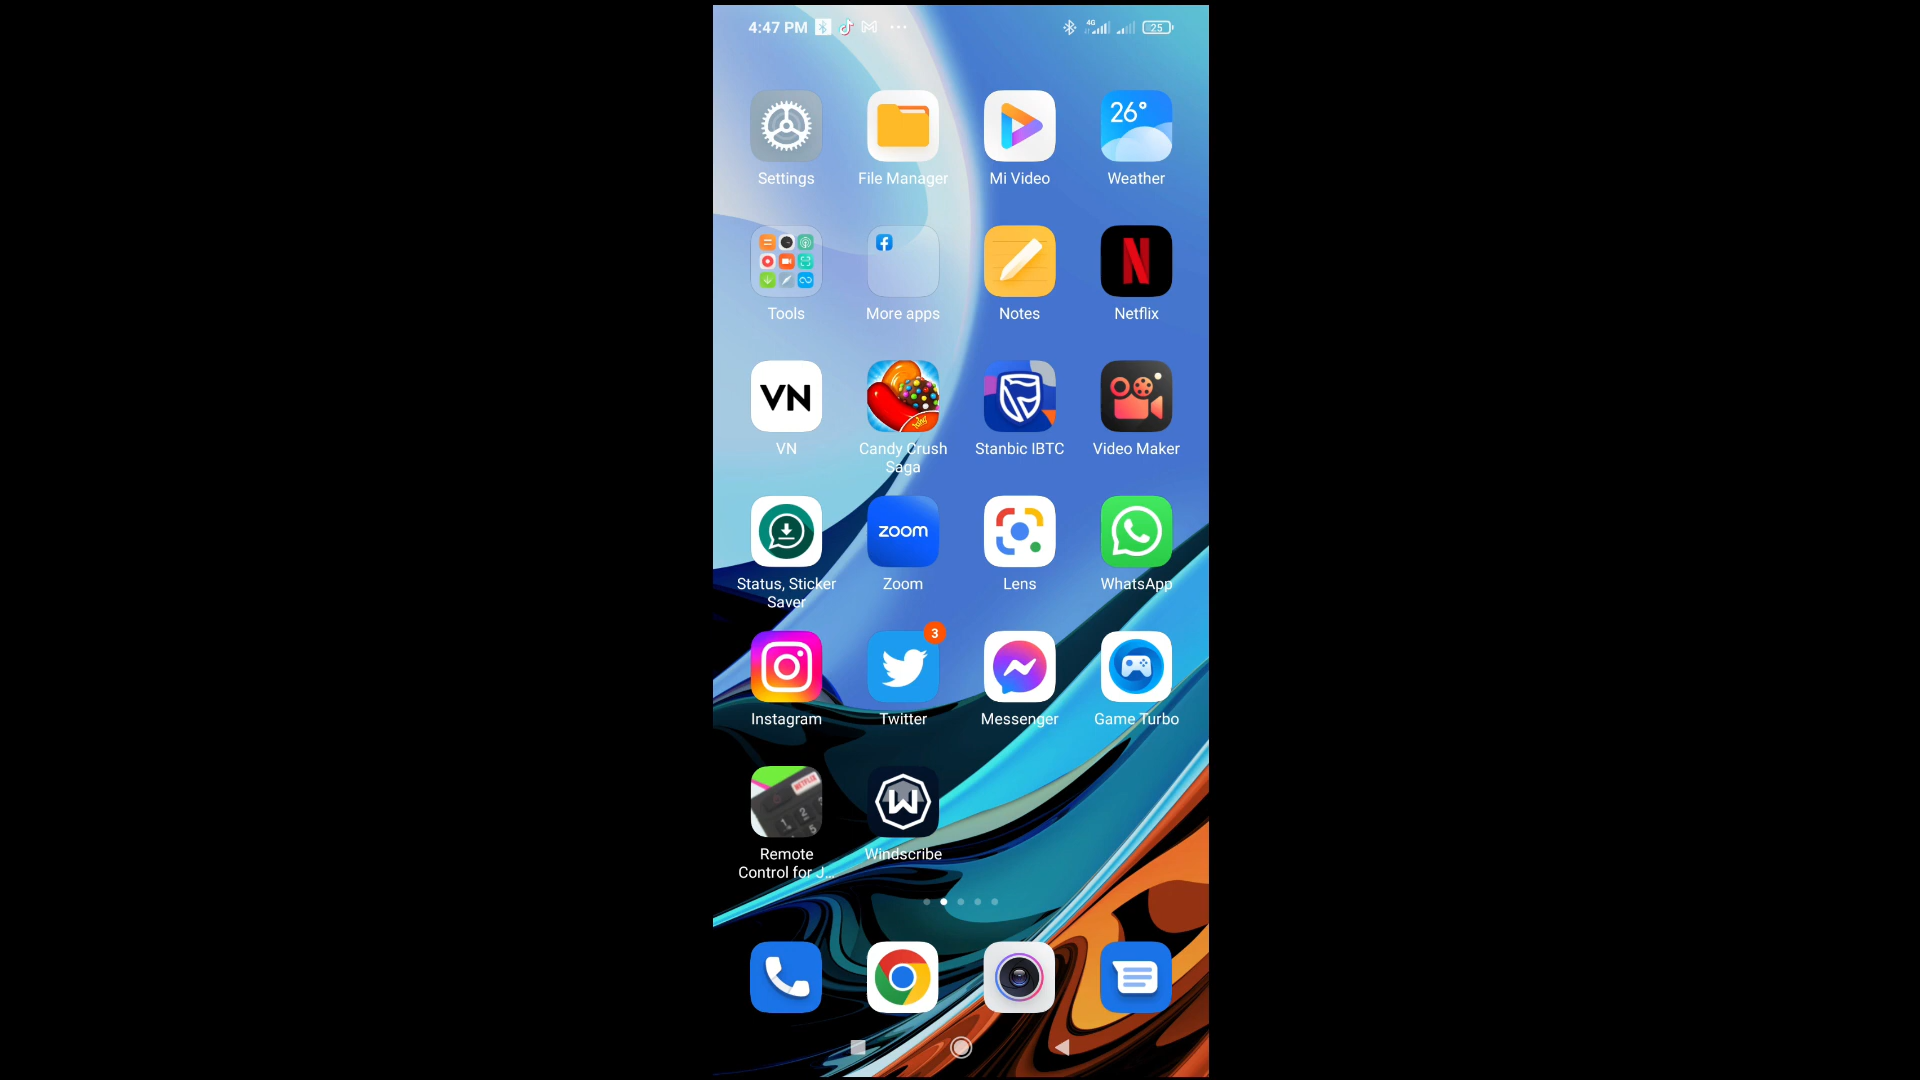 4:47 PM
4G
25
26°
Settings
File Manager
Mi Video
Weather
Tools
More apps
Notes
Netflix
VN
VN
Candy Crush
Saga
Stanbic IBTC
Video Maker
zoom
Status, Sticker
Saver
Zoom
Lens
WhatsApp
3
Instagram
Twitter
Messenger
Game Turbo
NETFLIX
Remote
Control for J...
Windscribe